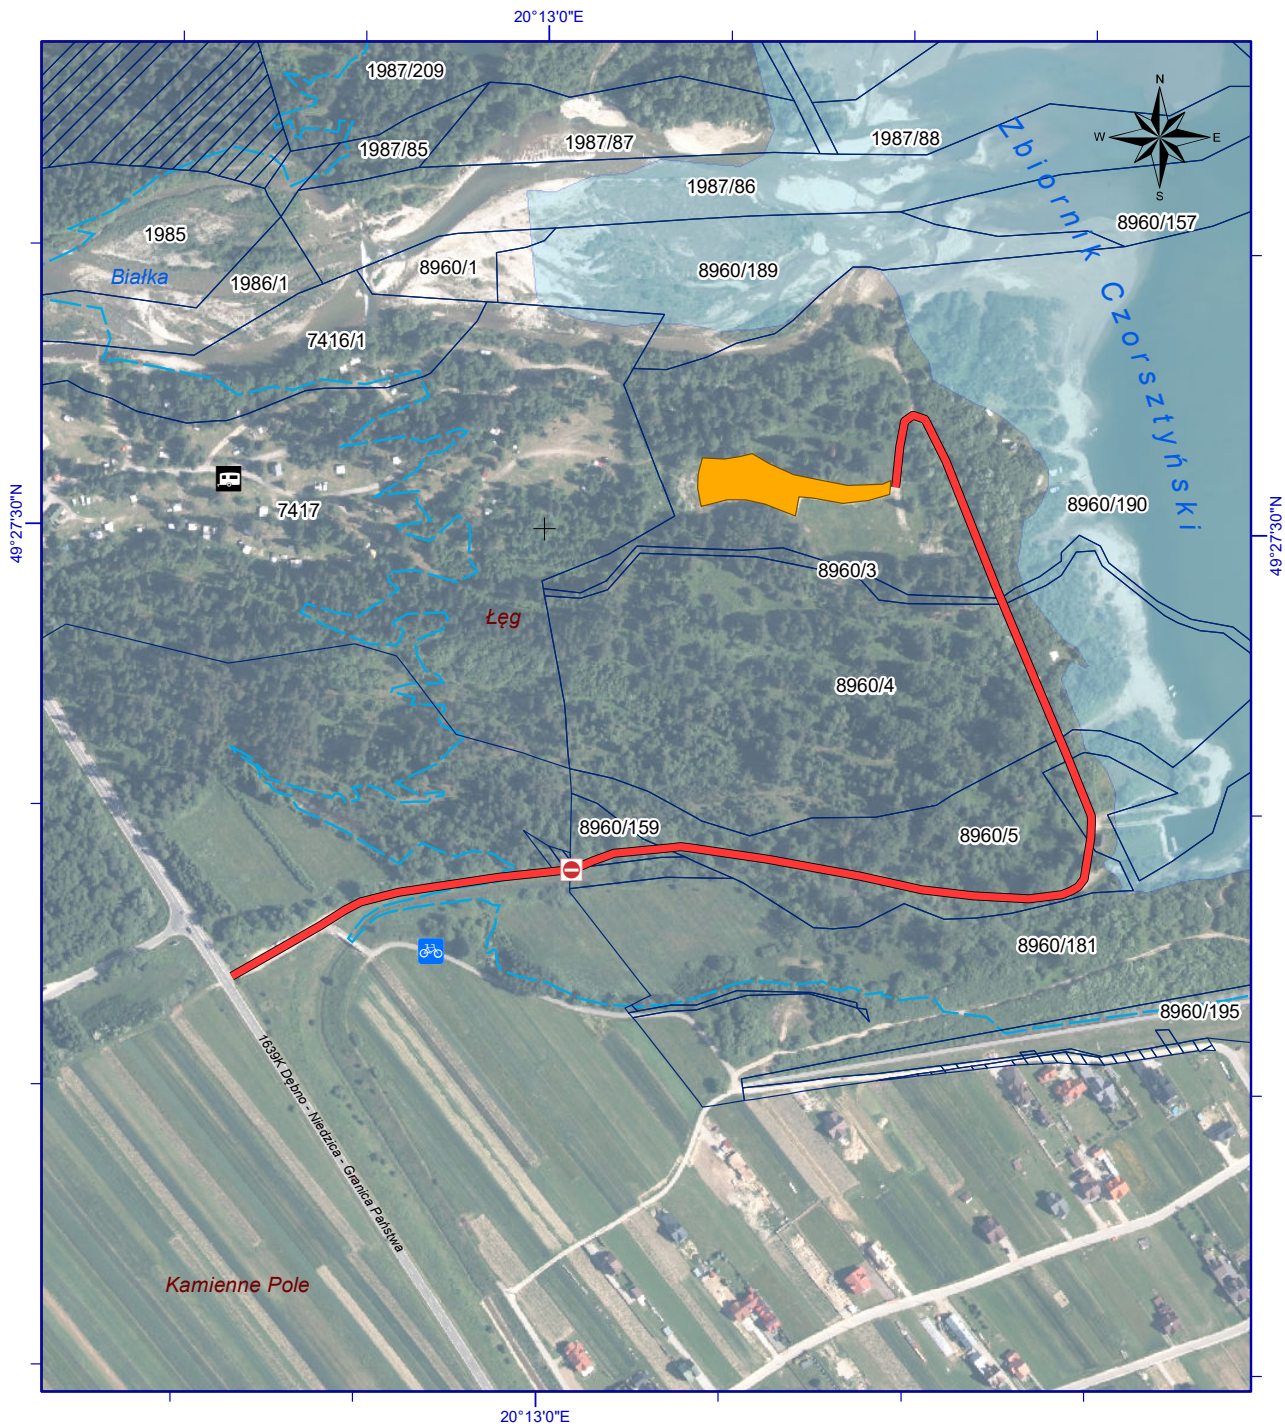 20°13'0"E
1987/209
N
W
E
S
1987/85
1987/87
1987/88
1987/86
Zbiornik Czorsztyński
8960/157
1985
Białka
1986/1
8960/1
8960/189
7416/1
7417
8960/190
49°27'30"N
49°27'30"N
8960/3
Łęg
8960/4
8960/159
8960/5
8960/181
8960/195
1639K Dębno - Niedzica - Granica Państwa
Kamienne Pole
20°13'0"E